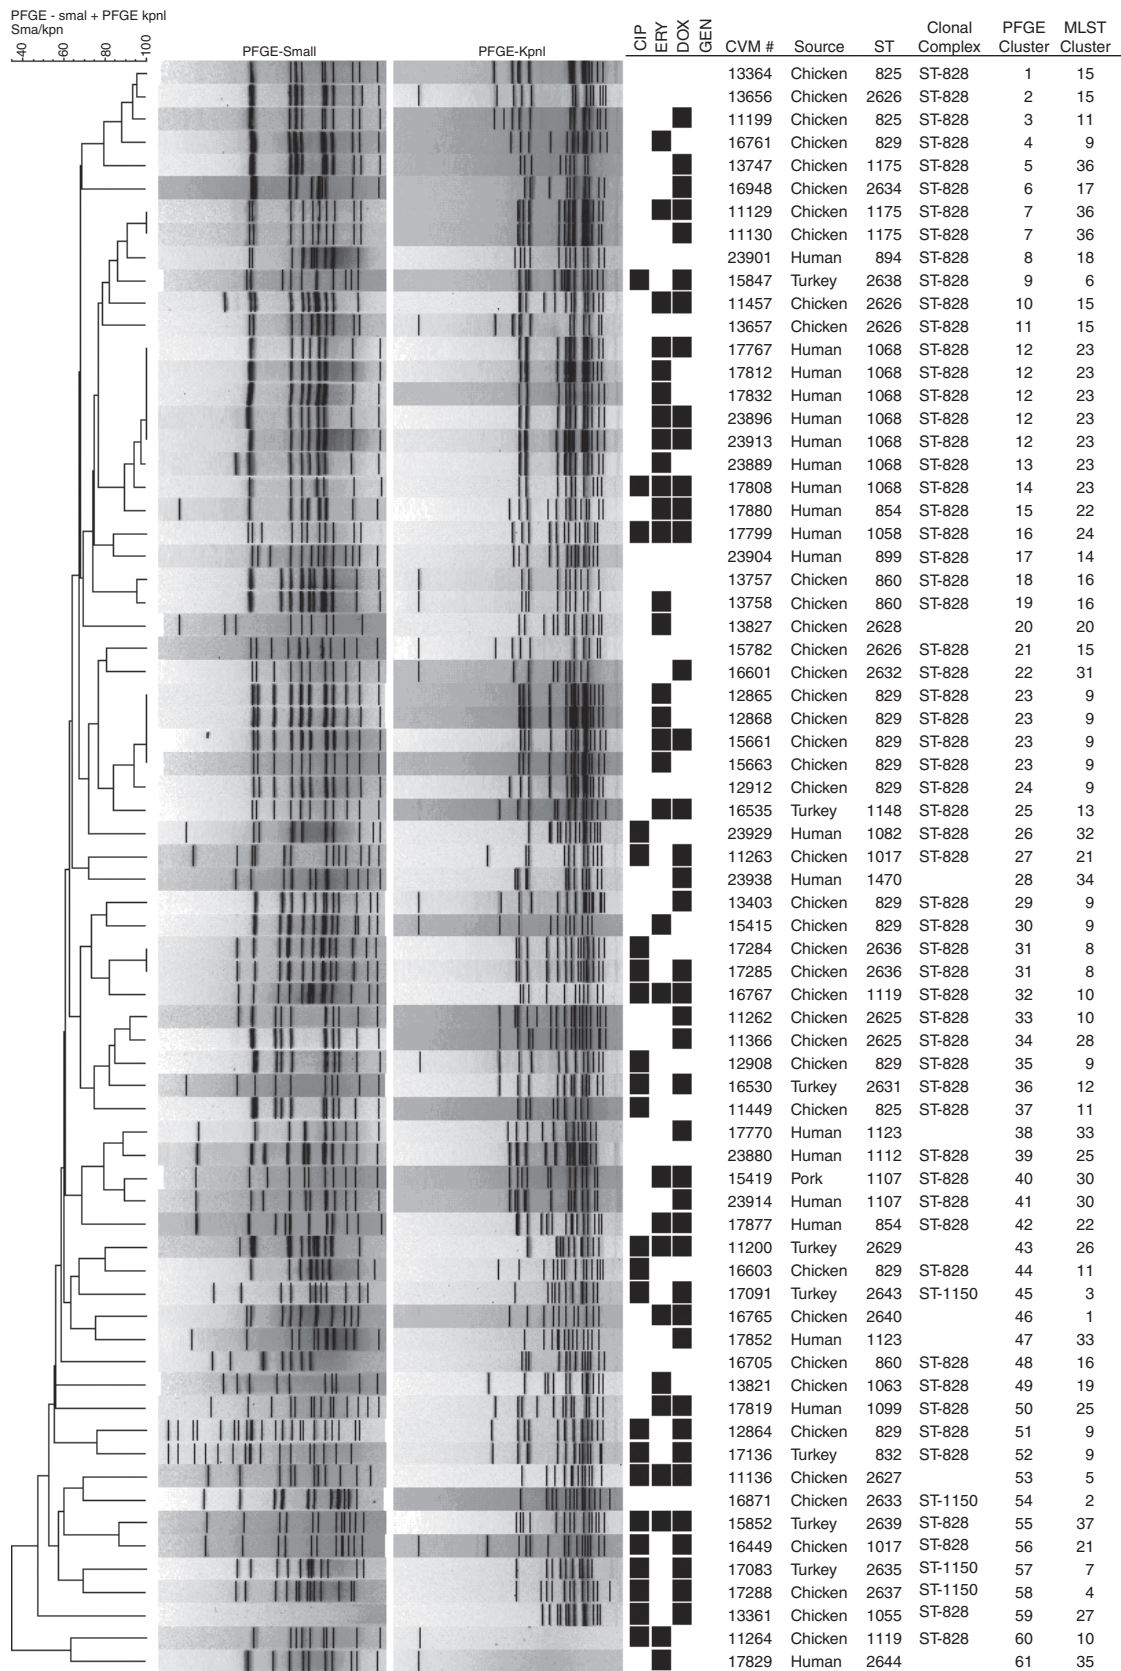 PFGE - smal + PFGE kpnl
Sma/kpn
40 60 80 100
PFGE-Small
PFGE-Kpnl
CIP ERY DOX GEN CVM # Source ST Clonal Complex PFGE Cluster MLST Cluster
13364 Chicken 825 ST-828 1 15
13656 Chicken 2626 ST-828 2 15
11199 Chicken 825 ST-828 3 11
16761 Chicken 829 ST-828 4 9
13747 Chicken 1175 ST-828 5 36
16948 Chicken 2634 ST-828 6 17
11129 Chicken 1175 ST-828 7 36
11130 Chicken 1175 ST-828 7 36
23901 Human 894 ST-828 8 18
15847 Turkey 2638 ST-828 9 6
11457 Chicken 2626 ST-828 10 15
13657 Chicken 2626 ST-828 11 15
17767 Human 1068 ST-828 12 23
17812 Human 1068 ST-828 12 23
17832 Human 1068 ST-828 12 23
23896 Human 1068 ST-828 12 23
23913 Human 1068 ST-828 12 23
23889 Human 1068 ST-828 13 23
17808 Human 1068 ST-828 14 23
17880 Human 854 ST-828 15 22
17799 Human 1058 ST-828 16 24
23904 Human 899 ST-828 17 14
13757 Chicken 860 ST-828 18 16
13758 Chicken 860 ST-828 19 16
13827 Chicken 2628 20 20
15782 Chicken 2626 ST-828 21 15
16601 Chicken 2632 ST-828 22 31
12865 Chicken 829 ST-828 23 9
12868 Chicken 829 ST-828 23 9
15661 Chicken 829 ST-828 23 9
15663 Chicken 829 ST-828 23 9
12912 Chicken 829 ST-828 24 9
16535 Turkey 1148 ST-828 25 13
23929 Human 1082 ST-828 26 32
11263 Chicken 1017 ST-828 27 21
23938 Human 1470 28 34
13403 Chicken 829 ST-828 29 9
15415 Chicken 829 ST-828 30 9
17284 Chicken 2636 ST-828 31 8
17285 Chicken 2636 ST-828 31 8
16767 Chicken 1119 ST-828 32 10
11262 Chicken 2625 ST-828 33 10
11366 Chicken 2625 ST-828 34 28
12908 Chicken 829 ST-828 35 9
16530 Turkey 2631 ST-828 36 12
11449 Chicken 825 ST-828 37 11
17770 Human 1123 38 33
23880 Human 1112 ST-828 39 25
15419 Pork 1107 ST-828 40 30
23914 Human 1107 ST-828 41 30
17877 Human 854 ST-828 42 22
11200 Turkey 2629 43 26
16603 Chicken 829 ST-828 44 11
17091 Turkey 2643 ST-1150 45 3
16765 Chicken 2640 46 1
17852 Human 1123 47 33
16705 Chicken 860 ST-828 48 16
13821 Chicken 1063 ST-828 49 19
17819 Human 1099 ST-828 50 25
12864 Chicken 829 ST-828 51 9
17136 Turkey 832 ST-828 52 9
11136 Chicken 2627 53 5
16871 Chicken 2633 ST-1150 54 2
15852 Turkey 2639 ST-828 55 37
16449 Chicken 1017 ST-828 56 21
17083 Turkey 2635 ST-1150 57 7
17288 Chicken 2637 ST-1150 58 4
13361 Chicken 1055 ST-828 59 27
11264 Chicken 1119 ST-828 60 10
17829 Human 2644 61 35